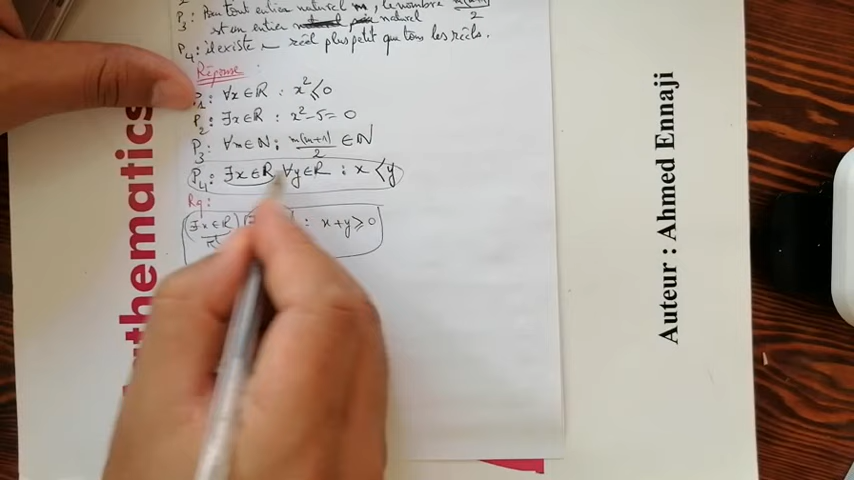 P3: Pour tout entier naturel n, le nombre n(n+1)/2
est un entier naturel
P4: il existe un réel plus petit que tous les réels.
Réponse :
P1: ∀x∈ℝ : x²⩽0
P2: ∃x∈ℝ : x²-5=0
P3: ∀n∈ℕ; n(n+1)/2 ∈ℕ
P4: ∃x∈ℝ ∀y∈ℝ : x<y
Rq:
(∃x∈ℝ) : x+y⩾0
thematics
Auteur : Ahmed Ennaji